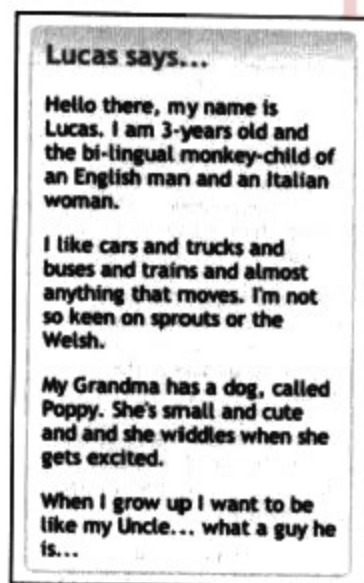 Lucas says...
Hello there, my name is
Lucas. I am 3-years old and
the bi-lingual monkey-child of
an English man and an Italian
woman.
I like cars and trucks and
buses and trains and almost
anything that moves. I'm not
so keen on sprouts or the
Welsh.
My Grandma has a dog, called
Poppy. She's small and cute
and and she widdles when she
gets excited.
When I grow up I want to be
like my Uncle... what a guy he
is...